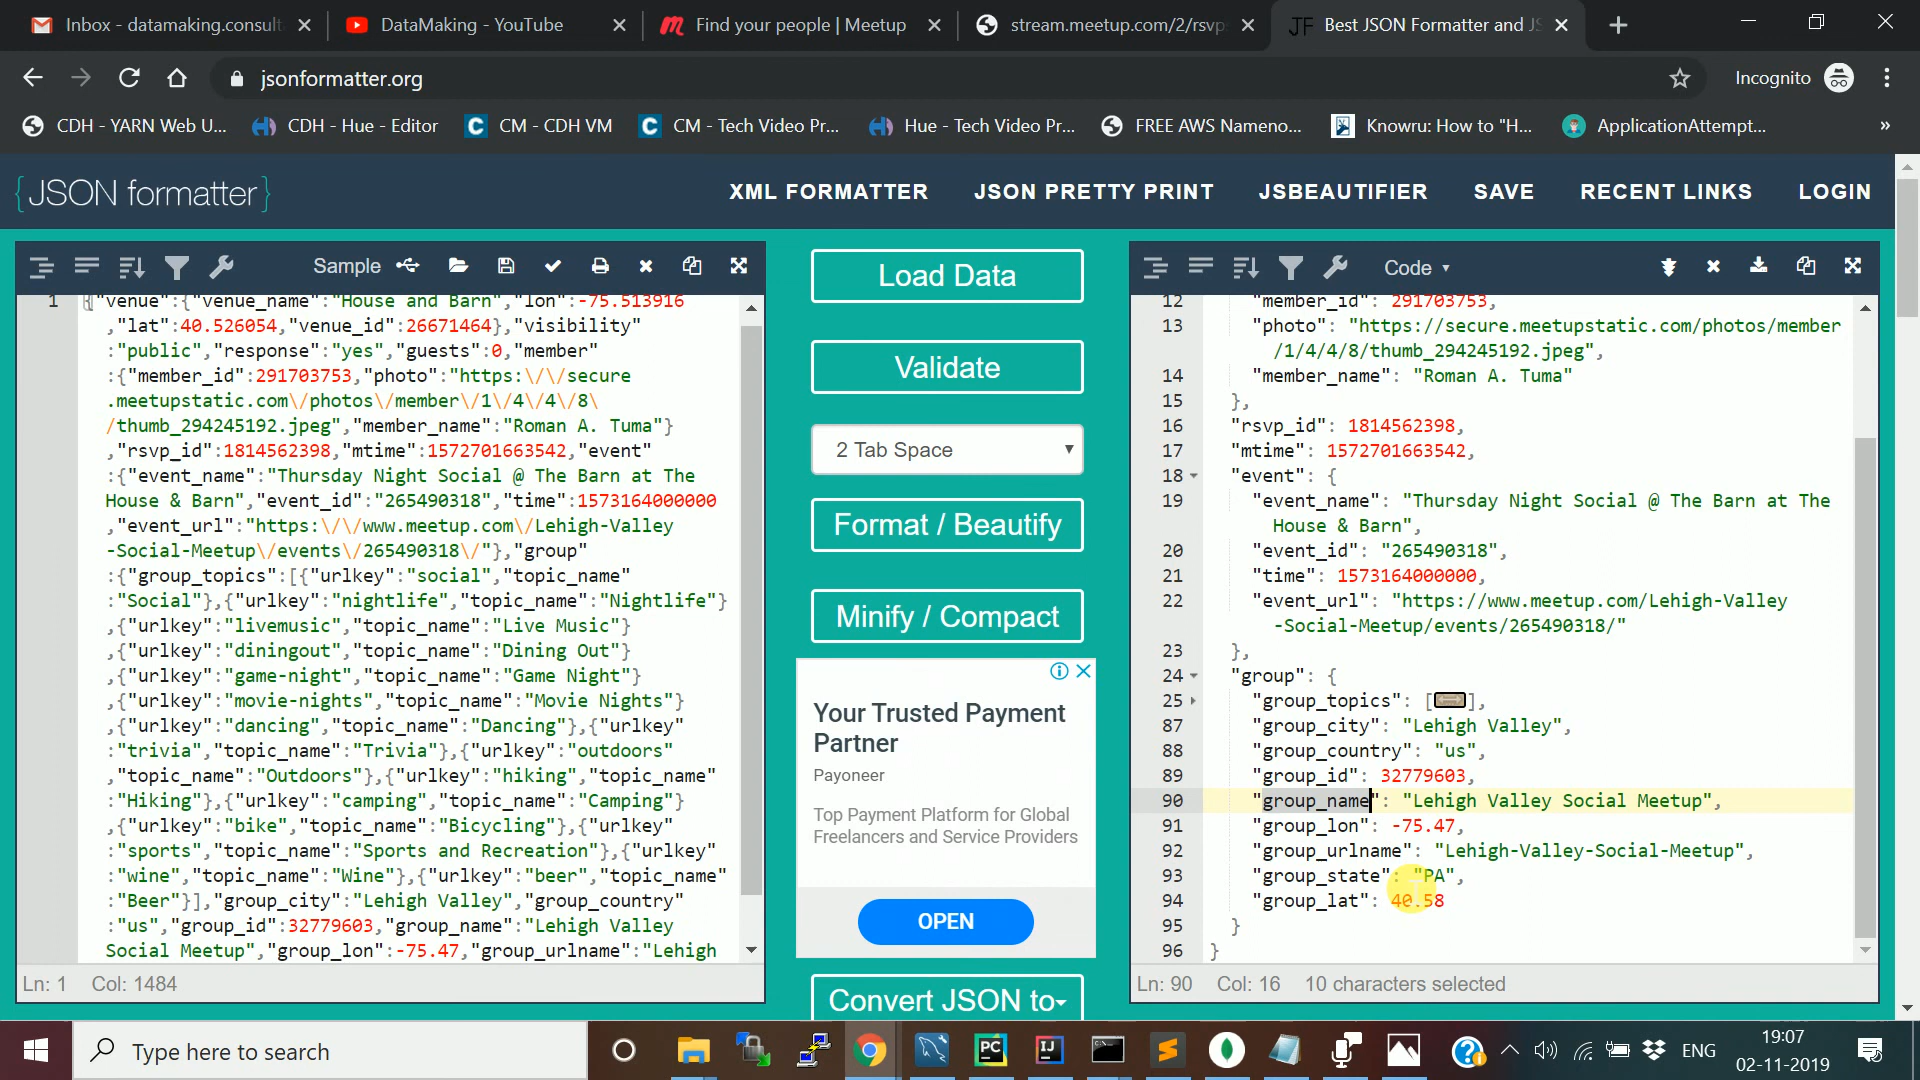 Inbox - datamaking.consult
DataMaking - YouTube
Find your people | Meetup
stream.meetup.com/2/rsvp
Best JSON Formatter and JS
jsonformatter.org
Incognito
CDH - YARN Web U...
CDH - Hue - Editor
CM - CDH VM
CM - Tech Video Pr...
Hue - Tech Video Pr...
FREE AWS Nameno...
Knowru: How to "H...
ApplicationAttempt...
»
{JSON formatter}
XML FORMATTER
JSON PRETTY PRINT
JSBEAUTIFIER
SAVE
RECENT LINKS
LOGIN
Sample
1 {"venue":{"venue_name":"House and Barn","lon":-75.513916
,"lat":40.526054,"venue_id":26671464},"visibility"
:"public","response":"yes","guests":0,"member"
:{"member_id":291703753,"photo":"https:\/\/secure
.meetupstatic.com\/photos\/member\/1\/4\/4\/8\
/thumb_294245192.jpeg","member_name":"Roman A. Tuma"}
,"rsvp_id":1814562398,"mtime":1572701663542,"event"
:{"event_name":"Thursday Night Social @ The Barn at The
House & Barn","event_id":"265490318","time":1573164000000
,"event_url":"https:\/\/www.meetup.com\/Lehigh-Valley
-Social-Meetup\/events\/265490318\/"},"group"
:{"group_topics":[{"urlkey":"social","topic_name"
:"Social"},{"urlkey":"nightlife","topic_name":"Nightlife"}
,{"urlkey":"livemusic","topic_name":"Live Music"}
,{"urlkey":"diningout","topic_name":"Dining Out"}
,{"urlkey":"game-night","topic_name":"Game Night"}
,{"urlkey":"movie-nights","topic_name":"Movie Nights"}
,{"urlkey":"dancing","topic_name":"Dancing"},{"urlkey"
:"trivia","topic_name":"Trivia"},{"urlkey":"outdoors"
,"topic_name":"Outdoors"},{"urlkey":"hiking","topic_name"
:"Hiking"},{"urlkey":"camping","topic_name":"Camping"}
,{"urlkey":"bike","topic_name":"Bicycling"},{"urlkey"
:"sports","topic_name":"Sports and Recreation"},{"urlkey"
:"wine","topic_name":"Wine"},{"urlkey":"beer","topic_name"
:"Beer"}],"group_city":"Lehigh Valley","group_country"
:"us","group_id":32779603,"group_name":"Lehigh Valley
Social Meetup","group_lon":-75.47,"group_urlname":"Lehigh
Ln: 1 Col: 1484
Load Data
Validate
2 Tab Space
Format / Beautify
Minify / Compact
Your Trusted Payment
Partner
Payoneer
Top Payment Platform for Global
Freelancers and Service Providers
OPEN
Convert JSON to
Code
12 "member_id": 291703753,
13 "photo": "https://secure.meetupstatic.com/photos/member
/1/4/4/8/thumb_294245192.jpeg",
14 "member_name": "Roman A. Tuma"
15 },
16 "rsvp_id": 1814562398,
17 "mtime": 1572701663542,
18 "event": {
19 "event_name": "Thursday Night Social @ The Barn at The
House & Barn",
20 "event_id": "265490318",
21 "time": 1573164000000,
22 "event_url": "https://www.meetup.com/Lehigh-Valley
-Social-Meetup/events/265490318/"
23 },
24 "group": {
25 "group_topics": [],
87 "group_city": "Lehigh Valley",
88 "group_country": "us",
89 "group_id": 32779603,
90 "group_name": "Lehigh Valley Social Meetup",
91 "group_lon": -75.47,
92 "group_urlname": "Lehigh-Valley-Social-Meetup",
93 "group_state": "PA",
94 "group_lat": 40.58
95 }
96 }
Ln: 90 Col: 16 10 characters selected
Type here to search
ENG
19:07
02-11-2019